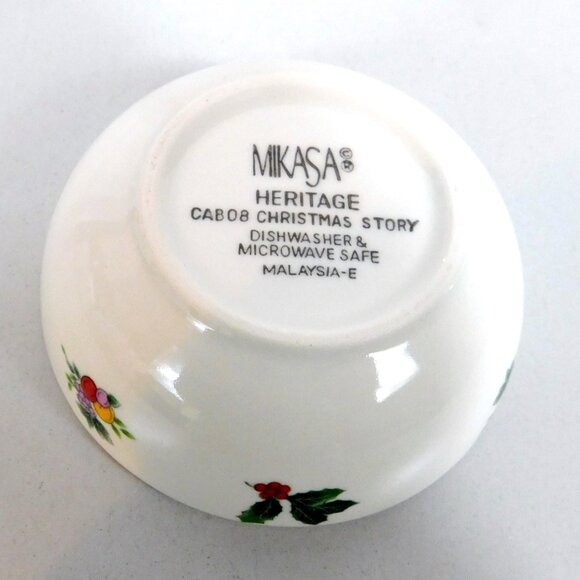 MIKASA©®
HERITAGE
CAB08 CHRISTMAS STORY
DISHWASHER &
MICROWAVE SAFE
MALAYSIA-E